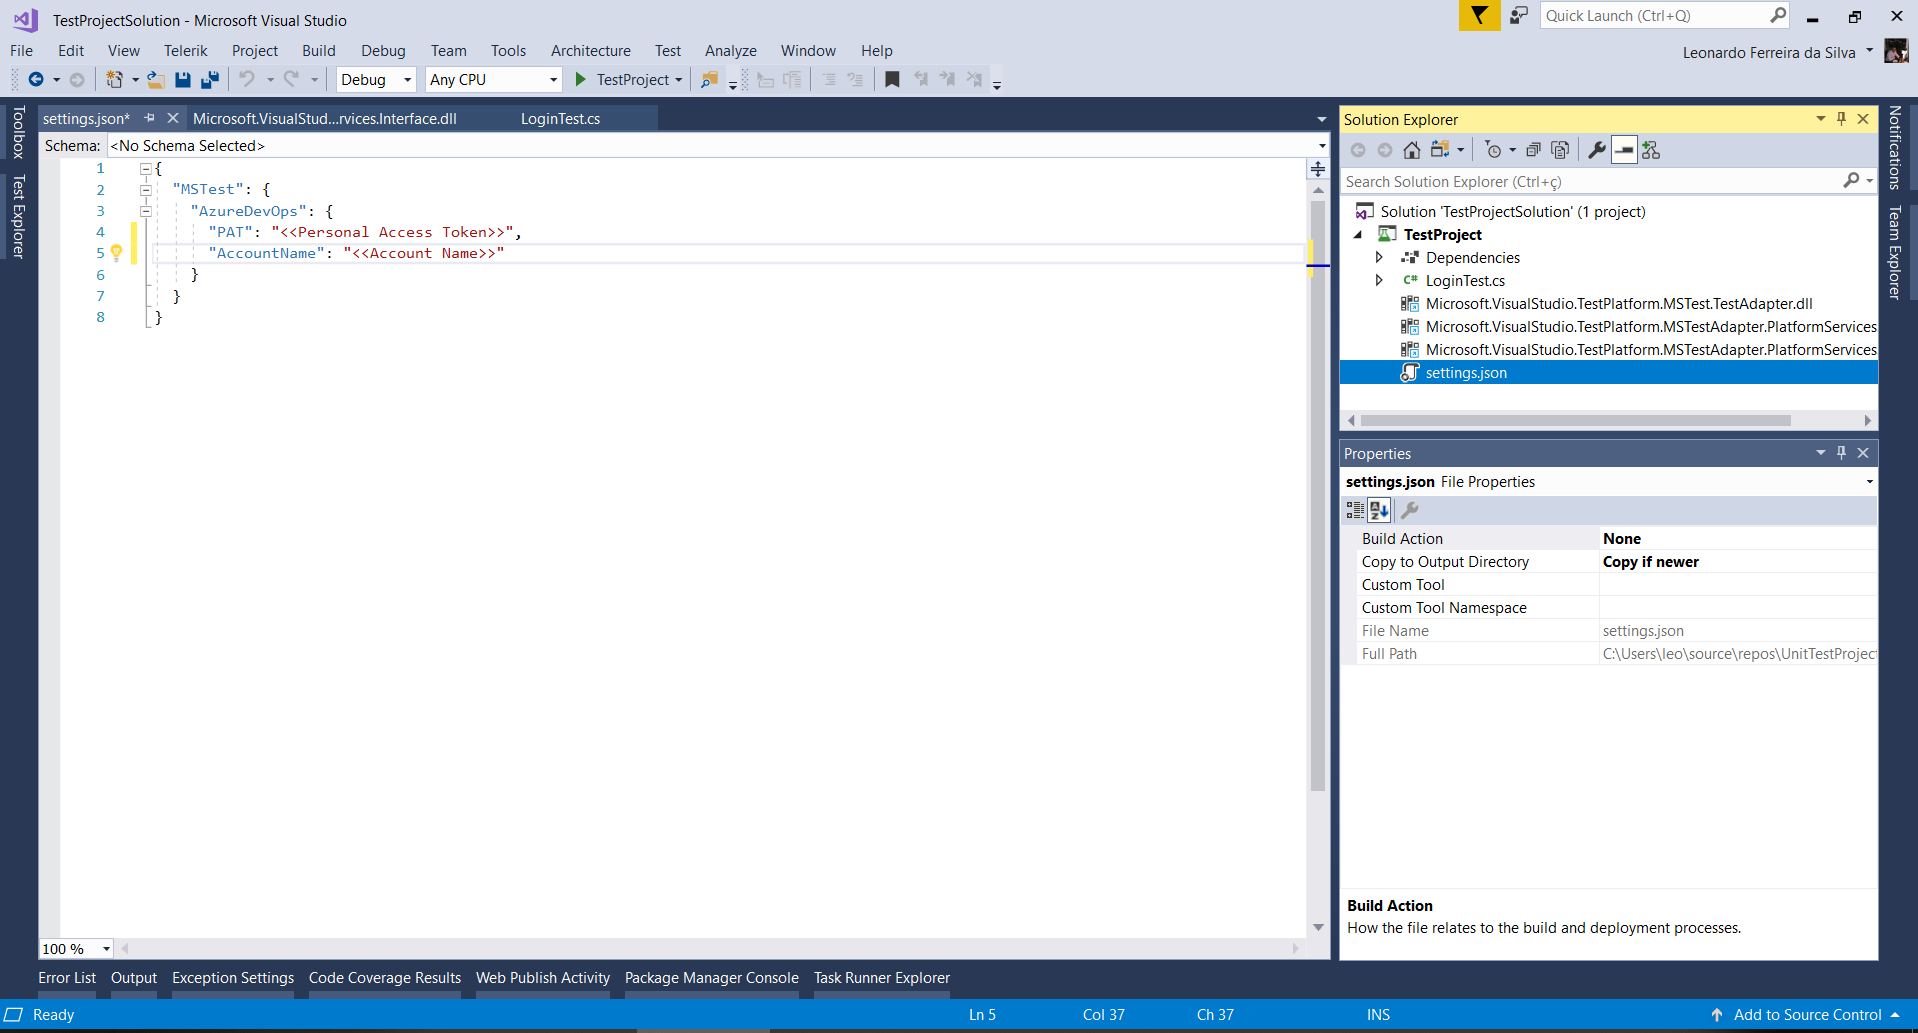 TestProjectSolution - Microsoft Visual Studio
Quick Launch (Ctrl+Q)
File Edit View Telerik Project Build Debug Team Tools Architecture Test Analyze Window Help
Leonardo Ferreira da Silva
Debug Any CPU TestProject
Toolbox
Test Explorer
settings.json* Microsoft.VisualStud...rvices.Interface.dll LoginTest.cs
Schema: <No Schema Selected>
1 {
2 "MSTest": {
3 "AzureDevOps": {
4 "PAT": "<<Personal Access Token>>",
5 "AccountName": "<<Account Name>>"
6 }
7 }
8 }
100 %
Solution Explorer
Search Solution Explorer (Ctrl+ç)
Solution 'TestProjectSolution' (1 project)
TestProject
Dependencies
C# LoginTest.cs
Microsoft.VisualStudio.TestPlatform.MSTest.TestAdapter.dll
Microsoft.VisualStudio.TestPlatform.MSTestAdapter.PlatformServices
Microsoft.VisualStudio.TestPlatform.MSTestAdapter.PlatformServices
settings.json
Properties
settings.json File Properties
Build Action None
Copy to Output Directory Copy if newer
Custom Tool
Custom Tool Namespace
File Name settings.json
Full Path C:\Users\leo\source\repos\UnitTestProject
Build Action
How the file relates to the build and deployment processes.
Notifications
Team Explorer
Error List Output Exception Settings Code Coverage Results Web Publish Activity Package Manager Console Task Runner Explorer
Ready Ln 5 Col 37 Ch 37 INS Add to Source Control